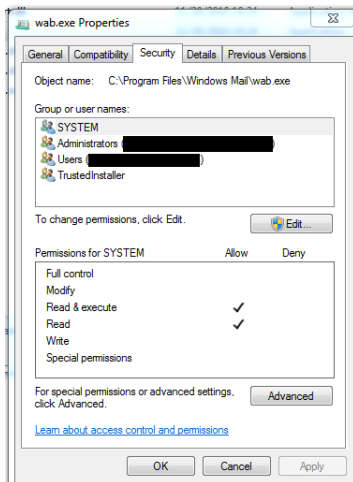 wab.exe Properties
General Compatibility Security Details Previous Versions
Object name: C:\Program Files\Windows Mail\wab.exe
Group or user names:
SYSTEM
Administrators ( )
Users ( )
TrustedInstaller
To change permissions, click Edit.
Edit...
Permissions for SYSTEM Allow Deny
Full control
Modify
Read & execute
Read
Write
Special permissions
For special permissions or advanced settings,
click Advanced.
Advanced
Learn about access control and permissions
OK Cancel Apply